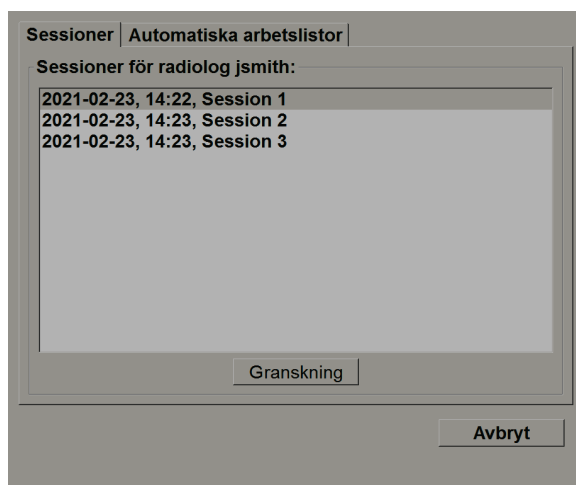 Sessioner Automatiska arbetslistor
Sessioner för radiolog jsmith:
2021-02-23, 14:22, Session 1
2021-02-23, 14:23, Session 2
2021-02-23, 14:23, Session 3
Granskning
Avbryt